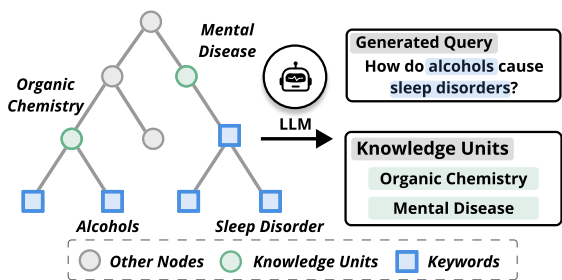 Mental
Disease
Organic
Chemistry
LLM
Alcohols
Sleep Disorder
Generated Query
How do alcohols cause
sleep disorders?
Knowledge Units
Organic Chemistry
Mental Disease
Other Nodes
Knowledge Units
Keywords